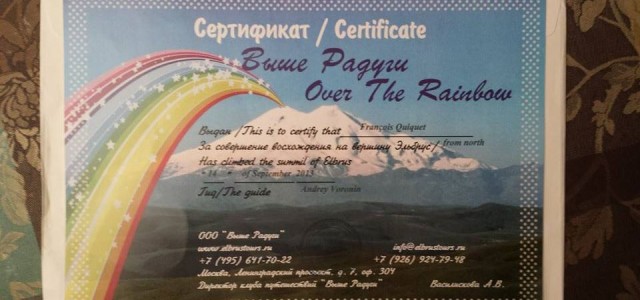 Сертификат / Certificate
Выше Радуги
Over The Rainbow
Выдан / This is to certify that François Quiquet
За совершение восхождения на вершину Эльбрус/ from north
Has climbed the summit of Elbrus
" 14 " of September 2013
Гид/The guide Andrey Voronin
ООО "Выше Радуги"
www.elbrustours.ru info@elbrustours.ru
+7 (495) 641-70-22 +7 (926) 924-79-48
Москва, Ленинградский проспект, д. 7, оф. 304
Директор клуба путешествий "Выше Радуги" Василискова А.В.